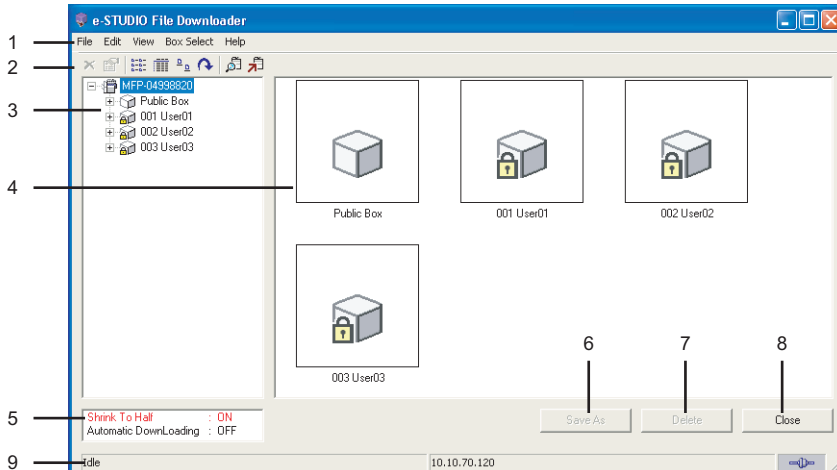 e-STUDIO File Downloader
1
File Edit View Box Select Help
2
3
MFP-04998820
Public Box
001 User01
002 User02
003 User03
4
Public Box
001 User01
002 User02
003 User03
6
7
8
5
Shrink To Half : ON
Automatic DownLoading : OFF
Save As
Delete
Close
9
Idle
10.10.70.120